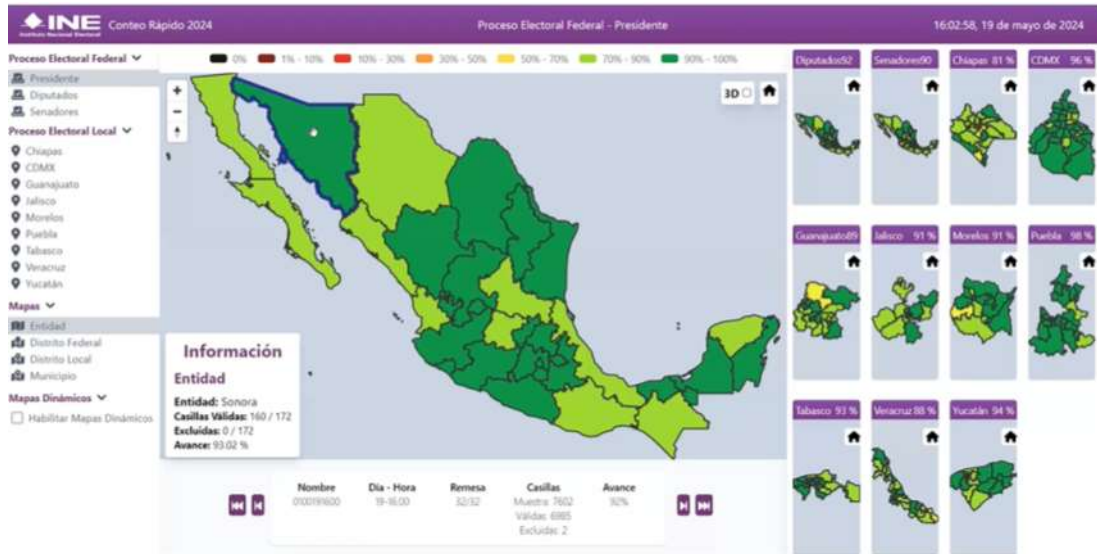 INE
Instituto Nacional Electoral
Conteo Rápido 2024
Proceso Electoral Federal - Presidente
16:02:58, 19 de mayo de 2024
Proceso Electoral Federal
Presidente
Diputados
Senadores
Proceso Electoral Local
Chiapas
CDMX
Guanajuato
Jalisco
Morelos
Puebla
Tabasco
Veracruz
Yucatán
Mapas
Entidad
Distrito Federal
Distrito Local
Municipio
Mapas Dinámicos
Habilitar Mapas Dinámicos
0% 1% - 10% 10% - 30% 30% - 50% 50% - 70% 70% - 90% 90% - 100%
+
-
3D
Información
Entidad
Entidad: Sonora
Casillas Válidas: 160 / 172
Excluidas: 0 / 172
Avance: 93.02 %
Nombre Día - Hora Remesa Casillas Avance
0100191600 19-16:00 32/32 Muestra: 7602 92%
Válidas: 6985
Excluidas: 2
Diputados92 Senadores90 Chiapas 81 % CDMX 96 %
Guanajuato89 Jalisco 91 % Morelos 91 % Puebla 98 %
Tabasco 93 % Veracruz 88 % Yucatán 94 %